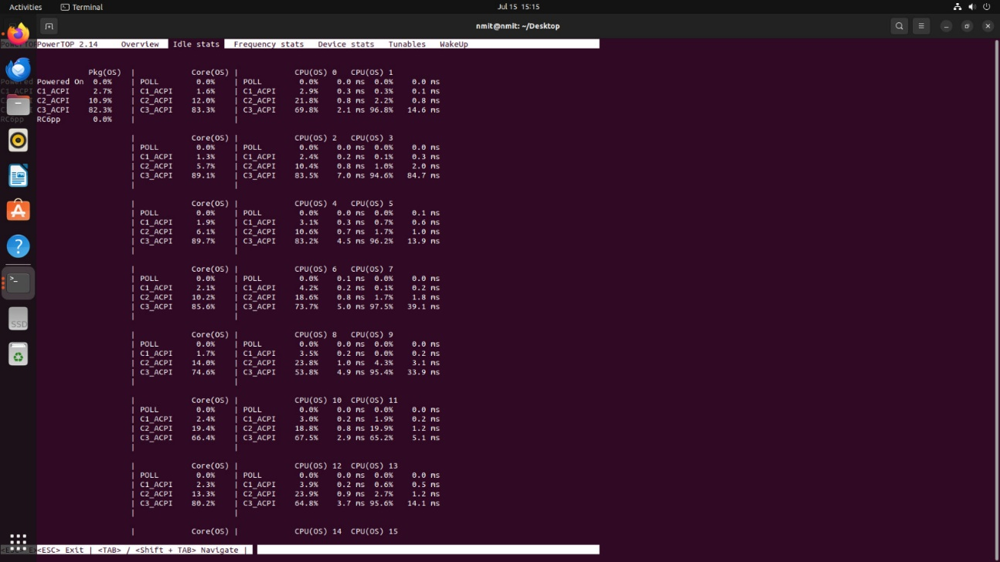 Activities Terminal Jul 15 15:15
nmit@nmit: ~/Desktop
PowerTOP 2.14 Overview Idle stats Frequency stats Device stats Tunables WakeUp
Pkg(OS) | Core(OS) | CPU(OS) 0 CPU(OS) 1
Powered On 0.0% | POLL 0.0% | POLL 0.0% 0.0 ms 0.0% 0.0 ms
C1_ACPI 2.7% | C1_ACPI 1.6% | C1_ACPI 2.9% 0.3 ms 0.3% 0.1 ms
C2_ACPI 10.9% | C2_ACPI 12.0% | C2_ACPI 21.8% 0.8 ms 2.2% 0.8 ms
C3_ACPI 82.3% | C3_ACPI 83.3% | C3_ACPI 69.8% 2.1 ms 96.8% 14.6 ms
RC6pp 0.0% | |
| Core(OS) | CPU(OS) 2 CPU(OS) 3
| POLL 0.0% | POLL 0.0% 0.0 ms 0.0% 0.0 ms
| C1_ACPI 1.3% | C1_ACPI 2.4% 0.2 ms 0.1% 0.3 ms
| C2_ACPI 5.7% | C2_ACPI 10.4% 0.8 ms 1.0% 2.0 ms
| C3_ACPI 89.1% | C3_ACPI 83.5% 7.0 ms 94.6% 84.7 ms
| |
| Core(OS) | CPU(OS) 4 CPU(OS) 5
| POLL 0.0% | POLL 0.0% 0.0 ms 0.0% 0.1 ms
| C1_ACPI 1.9% | C1_ACPI 3.1% 0.3 ms 0.7% 0.6 ms
| C2_ACPI 6.1% | C2_ACPI 10.6% 0.7 ms 1.7% 1.0 ms
| C3_ACPI 89.7% | C3_ACPI 83.2% 4.5 ms 96.2% 13.9 ms
| |
| Core(OS) | CPU(OS) 6 CPU(OS) 7
| POLL 0.0% | POLL 0.0% 0.1 ms 0.0% 0.0 ms
| C1_ACPI 2.1% | C1_ACPI 4.2% 0.2 ms 0.1% 0.2 ms
| C2_ACPI 10.2% | C2_ACPI 18.6% 0.8 ms 1.7% 1.8 ms
| C3_ACPI 85.6% | C3_ACPI 73.7% 5.0 ms 97.5% 39.1 ms
| |
| Core(OS) | CPU(OS) 8 CPU(OS) 9
| POLL 0.0% | POLL 0.0% 0.0 ms 0.0% 0.0 ms
| C1_ACPI 1.7% | C1_ACPI 3.5% 0.2 ms 0.0% 0.2 ms
| C2_ACPI 14.0% | C2_ACPI 23.8% 1.0 ms 4.3% 3.1 ms
| C3_ACPI 74.6% | C3_ACPI 53.8% 4.9 ms 95.4% 33.9 ms
| |
| Core(OS) | CPU(OS) 10 CPU(OS) 11
| POLL 0.0% | POLL 0.0% 0.0 ms 0.0% 0.0 ms
| C1_ACPI 2.4% | C1_ACPI 3.0% 0.2 ms 1.9% 0.2 ms
| C2_ACPI 19.4% | C2_ACPI 18.8% 0.8 ms 19.9% 1.2 ms
| C3_ACPI 66.4% | C3_ACPI 67.5% 2.9 ms 65.2% 5.1 ms
| |
| Core(OS) | CPU(OS) 12 CPU(OS) 13
| POLL 0.0% | POLL 0.0% 0.0 ms 0.0% 0.0 ms
| C1_ACPI 2.3% | C1_ACPI 3.9% 0.2 ms 0.6% 0.5 ms
| C2_ACPI 13.3% | C2_ACPI 23.9% 0.9 ms 2.7% 1.2 ms
| C3_ACPI 80.2% | C3_ACPI 64.8% 3.7 ms 95.6% 14.1 ms
| |
| Core(OS) | CPU(OS) 14 CPU(OS) 15
SSD
<ESC> Exit | <TAB> / <Shift + TAB> Navigate |